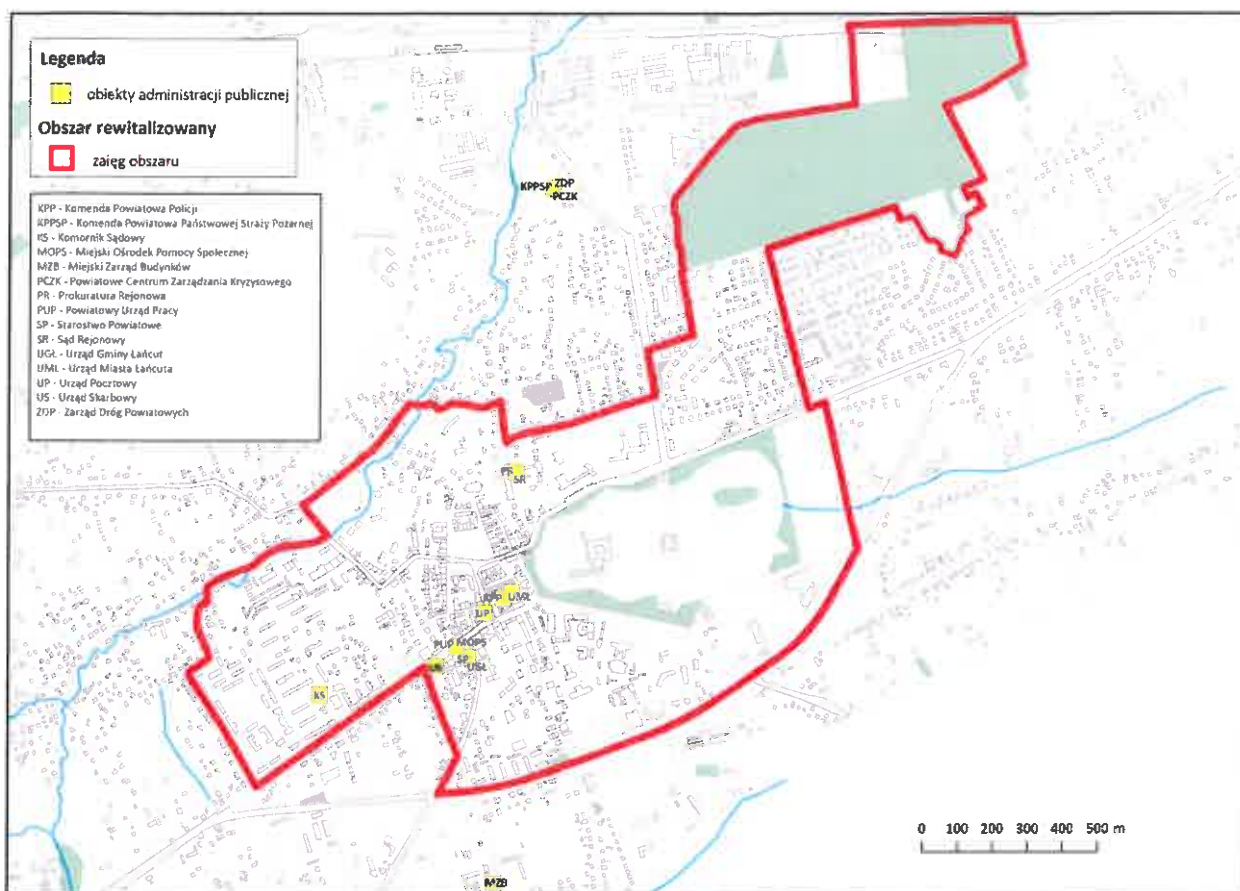 Legenda
obiekty administracji publicznej
Obszar rewitalizowany
zaięg obszaru
KPP - Komenda Powiatowa Policji
KPPSP - Komenda Powiatowa Państwowej Straży Pożarnej
KS - Komornik Sądowy
MOPS - Miejski Ośrodek Pomocy Społecznej
MZB - Miejski Zarząd Budynków
PCZK - Powiatowe Centrum Zarządzania Kryzysowego
PR - Prokuratura Rejonowa
PUP - Powiatowy Urząd Pracy
SP - Starostwo Powiatowe
SR - Sąd Rejonowy
UGŁ - Urząd Gminy Łańcut
UMŁ - Urząd Miasta Łańcuta
UP - Urząd Pocztowy
US - Urząd Skarbowy
ZDP - Zarząd Dróg Powiatowych
KPPSP ZDP
PCZK
PR
SR
UMŁ
UP
PUP MOPS
SP
UGŁ
KS
MZB
0 100 200 300 400 500 m